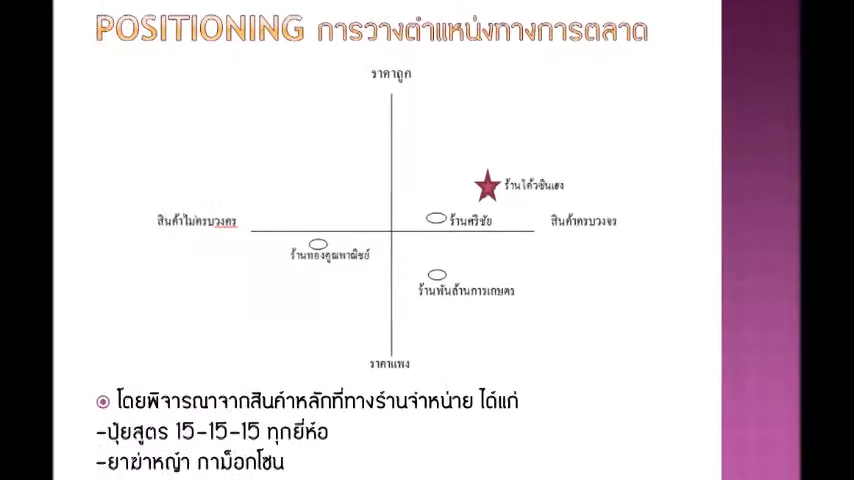 POSITIONING การวางตำแหน่งทางการตลาด
ราคาถูก
ร้านโค้วซินเฮง
สินค้าไม่ครบวงคร
ร้านศรีชัย
สินค้าครบวงจร
ร้านทองคูณพาณิชย์
ร้านพันล้านการเกษตร
ราคาแพง
โดยพิจารณาจากสินค้าหลักที่ทางร้านจำหน่าย ได้แก่
-ปุ๋ยสูตร 15-15-15 ทุกยี่ห้อ
-ยาฆ่าหญ้า กาม็อกโซน